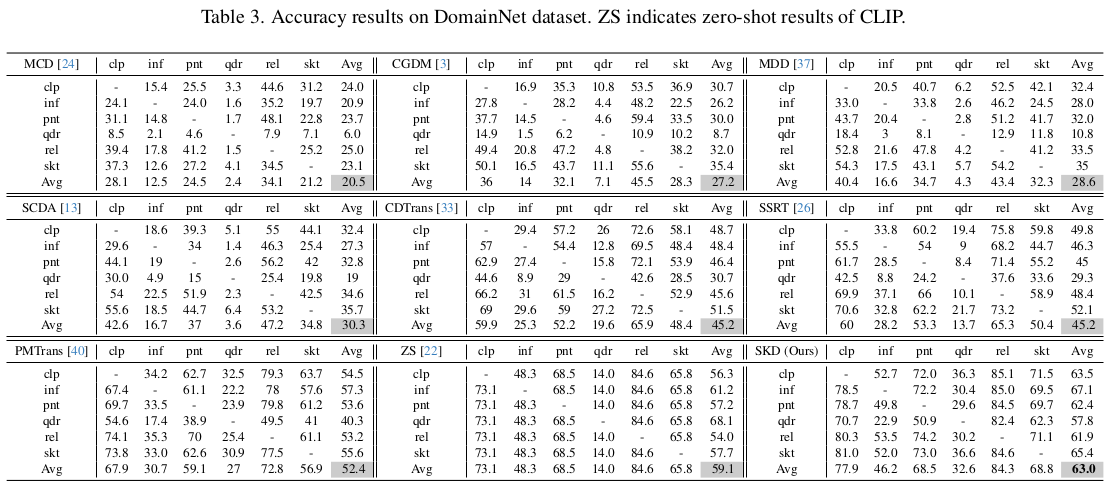 Table 3. Accuracy results on DomainNet dataset. ZS indicates zero-shot results of CLIP.
MCD [24] clp inf pnt qdr rel skt Avg CGDM [3] clp inf pnt qdr rel skt Avg MDD [37] clp inf pnt qdr rel skt Avg
clp - 15.4 25.5 3.3 44.6 31.2 24.0 clp - 16.9 35.3 10.8 53.5 36.9 30.7 clp - 20.5 40.7 6.2 52.5 42.1 32.4
inf 24.1 - 24.0 1.6 35.2 19.7 20.9 inf 27.8 - 28.2 4.4 48.2 22.5 26.2 inf 33.0 - 33.8 2.6 46.2 24.5 28.0
pnt 31.1 14.8 - 1.7 48.1 22.8 23.7 pnt 37.7 14.5 - 4.6 59.4 33.5 30.0 pnt 43.7 20.4 - 2.8 51.2 41.7 32.0
qdr 8.5 2.1 4.6 - 7.9 7.1 6.0 qdr 14.9 1.5 6.2 - 10.9 10.2 8.7 qdr 18.4 3 8.1 - 12.9 11.8 10.8
rel 39.4 17.8 41.2 1.5 - 25.2 25.0 rel 49.4 20.8 47.2 4.8 - 38.2 32.0 rel 52.8 21.6 47.8 4.2 - 41.2 33.5
skt 37.3 12.6 27.2 4.1 34.5 - 23.1 skt 50.1 16.5 43.7 11.1 55.6 - 35.4 skt 54.3 17.5 43.1 5.7 54.2 - 35
Avg 28.1 12.5 24.5 2.4 34.1 21.2 20.5 Avg 36 14 32.1 7.1 45.5 28.3 27.2 Avg 40.4 16.6 34.7 4.3 43.4 32.3 28.6
SCDA [13] clp inf pnt qdr rel skt Avg CDTrans [33] clp inf pnt qdr rel skt Avg SSRT [26] clp inf pnt qdr rel skt Avg
clp - 18.6 39.3 5.1 55 44.1 32.4 clp - 29.4 57.2 26 72.6 58.1 48.7 clp - 33.8 60.2 19.4 75.8 59.8 49.8
inf 29.6 - 34 1.4 46.3 25.4 27.3 inf 57 - 54.4 12.8 69.5 48.4 48.4 inf 55.5 - 54 9 68.2 44.7 46.3
pnt 44.1 19 - 2.6 56.2 42 32.8 pnt 62.9 27.4 - 15.8 72.1 53.9 46.4 pnt 61.7 28.5 - 8.4 71.4 55.2 45
qdr 30.0 4.9 15 - 25.4 19.8 19 qdr 44.6 8.9 29 - 42.6 28.5 30.7 qdr 42.5 8.8 24.2 - 37.6 33.6 29.3
rel 54 22.5 51.9 2.3 - 42.5 34.6 rel 66.2 31 61.5 16.2 - 52.9 45.6 rel 69.9 37.1 66 10.1 - 58.9 48.4
skt 55.6 18.5 44.7 6.4 53.2 - 35.7 skt 69 29.6 59 27.2 72.5 - 51.5 skt 70.6 32.8 62.2 21.7 73.2 - 52.1
Avg 42.6 16.7 37 3.6 47.2 34.8 30.3 Avg 59.9 25.3 52.2 19.6 65.9 48.4 45.2 Avg 60 28.2 53.3 13.7 65.3 50.4 45.2
PMTrans [40] clp inf pnt qdr rel skt Avg ZS [22] clp inf pnt qdr rel skt Avg SKD (Ours) clp inf pnt qdr rel skt Avg
clp - 34.2 62.7 32.5 79.3 63.7 54.5 clp - 48.3 68.5 14.0 84.6 65.8 56.3 clp - 52.7 72.0 36.3 85.1 71.5 63.5
inf 67.4 - 61.1 22.2 78 57.6 57.3 inf 73.1 - 68.5 14.0 84.6 65.8 61.2 inf 78.5 - 72.2 30.4 85.0 69.5 67.1
pnt 69.7 33.5 - 23.9 79.8 61.2 53.6 pnt 73.1 48.3 - 14.0 84.6 65.8 57.2 pnt 78.7 49.8 - 29.6 84.5 69.7 62.4
qdr 54.6 17.4 38.9 - 49.5 41 40.3 qdr 73.1 48.3 68.5 - 84.6 65.8 68.1 qdr 70.7 22.9 50.9 - 82.4 62.3 57.8
rel 74.1 35.3 70 25.4 - 61.1 53.2 rel 73.1 48.3 68.5 14.0 - 65.8 54.0 rel 80.3 53.5 74.2 30.2 - 71.1 61.9
skt 73.8 33.0 62.6 30.9 77.5 - 55.6 skt 73.1 48.3 68.5 14.0 84.6 - 57.7 skt 81.0 52.0 73.0 36.6 84.6 - 65.4
Avg 67.9 30.7 59.1 27 72.8 56.9 52.4 Avg 73.1 48.3 68.5 14.0 84.6 65.8 59.1 Avg 77.9 46.2 68.5 32.6 84.3 68.8 63.0